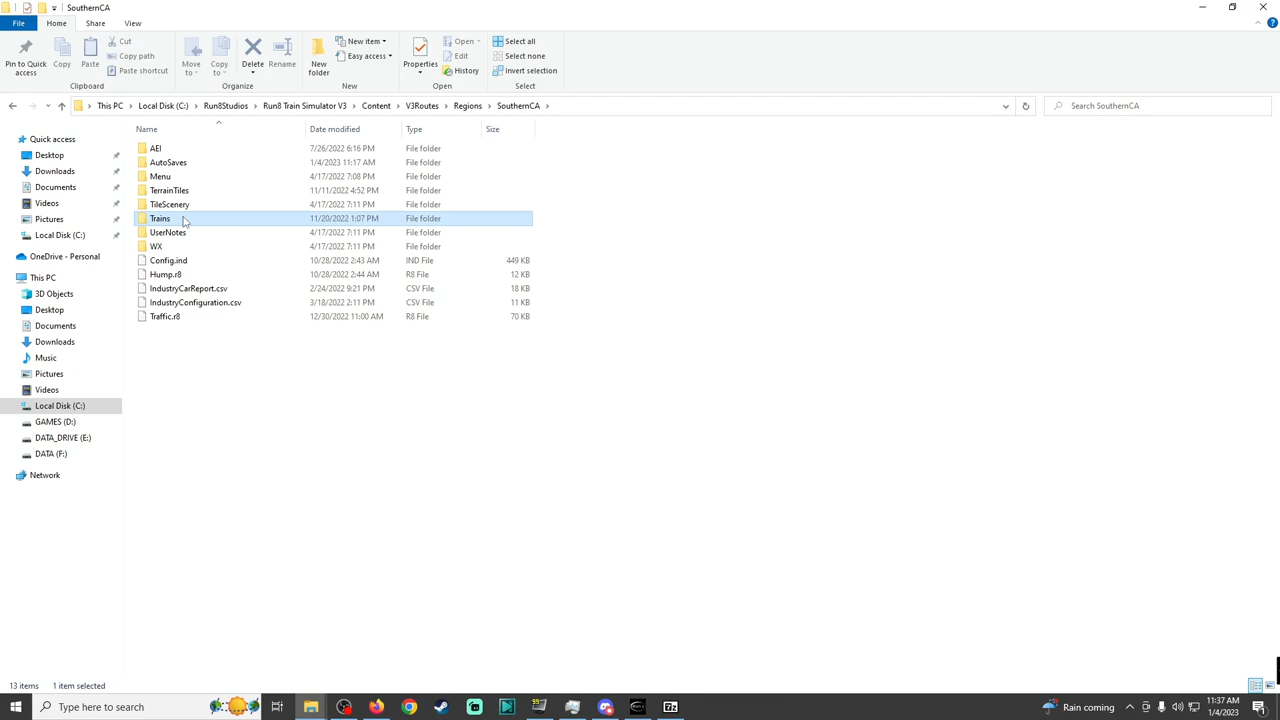 SouthernCA
File Home Share View
Pin to Quick access
Copy
Paste
Cut
Copy path
Paste shortcut
Clipboard
Move to
Copy to
Delete
Rename
Organize
New folder
New item
Easy access
New
Properties
Open
Edit
History
Open
Select all
Select none
Invert selection
Select
This PC Local Disk (C:) Run8Studios Run8 Train Simulator V3 Content V3Routes Regions SouthernCA
Search SouthernCA
Quick access
Desktop
Downloads
Documents
Videos
Pictures
Local Disk (C:)
OneDrive - Personal
This PC
3D Objects
Desktop
Documents
Downloads
Music
Pictures
Videos
Local Disk (C:)
GAMES (D:)
DATA_DRIVE (E:)
DATA (F:)
Network
Name Date modified Type Size
AEI 7/26/2022 6:16 PM File folder
AutoSaves 1/4/2023 11:17 AM File folder
Menu 4/17/2022 7:08 PM File folder
TerrainTiles 11/11/2022 4:52 PM File folder
TileScenery 4/17/2022 7:11 PM File folder
Trains 11/20/2022 1:07 PM File folder
UserNotes 4/17/2022 7:11 PM File folder
WX 4/17/2022 7:11 PM File folder
Config.ind 10/28/2022 2:43 AM IND File 449 KB
Hump.r8 10/28/2022 2:44 AM R8 File 12 KB
IndustryCarReport.csv 2/24/2022 9:21 PM CSV File 18 KB
IndustryConfiguration.csv 3/18/2022 2:11 PM CSV File 11 KB
Traffic.r8 12/30/2022 11:00 AM R8 File 70 KB
13 items 1 item selected
Type here to search
Rain coming
11:37 AM
1/4/2023